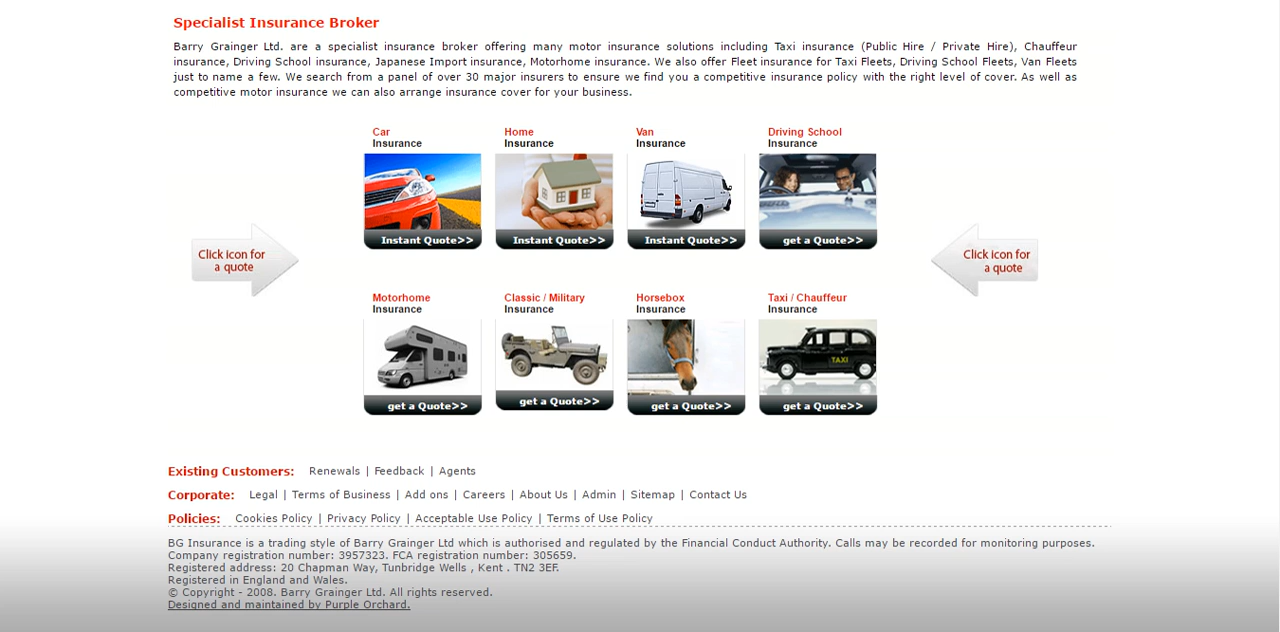 Specialist Insurance Broker
Barry Grainger Ltd. are a specialist insurance broker offering many motor insurance solutions including Taxi insurance (Public Hire / Private Hire), Chauffeur
insurance, Driving School insurance, Japanese Import insurance, Motorhome insurance. We also offer Fleet insurance for Taxi Fleets, Driving School Fleets, Van Fleets
just to name a few. We search from a panel of over 30 major insurers to ensure we find you a competitive insurance policy with the right level of cover. As well as
competitive motor insurance we can also arrange insurance cover for your business.
Car
Insurance
Instant Quote>>
Home
Insurance
Instant Quote>>
Van
Insurance
Instant Quote>>
Driving School
Insurance
get a Quote>>
Click icon for
a quote
Click icon for
a quote
Motorhome
Insurance
get a Quote>>
Classic / Military
Insurance
get a Quote>>
Horsebox
Insurance
get a Quote>>
Taxi / Chauffeur
Insurance
TAXI
get a Quote>>
Existing Customers: Renewals | Feedback | Agents
Corporate: Legal | Terms of Business | Add ons | Careers | About Us | Admin | Sitemap | Contact Us
Policies: Cookies Policy | Privacy Policy | Acceptable Use Policy | Terms of Use Policy
BG Insurance is a trading style of Barry Grainger Ltd which is authorised and regulated by the Financial Conduct Authority. Calls may be recorded for monitoring purposes.
Company registration number: 3957323. FCA registration number: 305659.
Registered address: 20 Chapman Way, Tunbridge Wells , Kent . TN2 3EF.
Registered in England and Wales.
© Copyright - 2008. Barry Grainger Ltd. All rights reserved.
Designed and maintained by Purple Orchard.